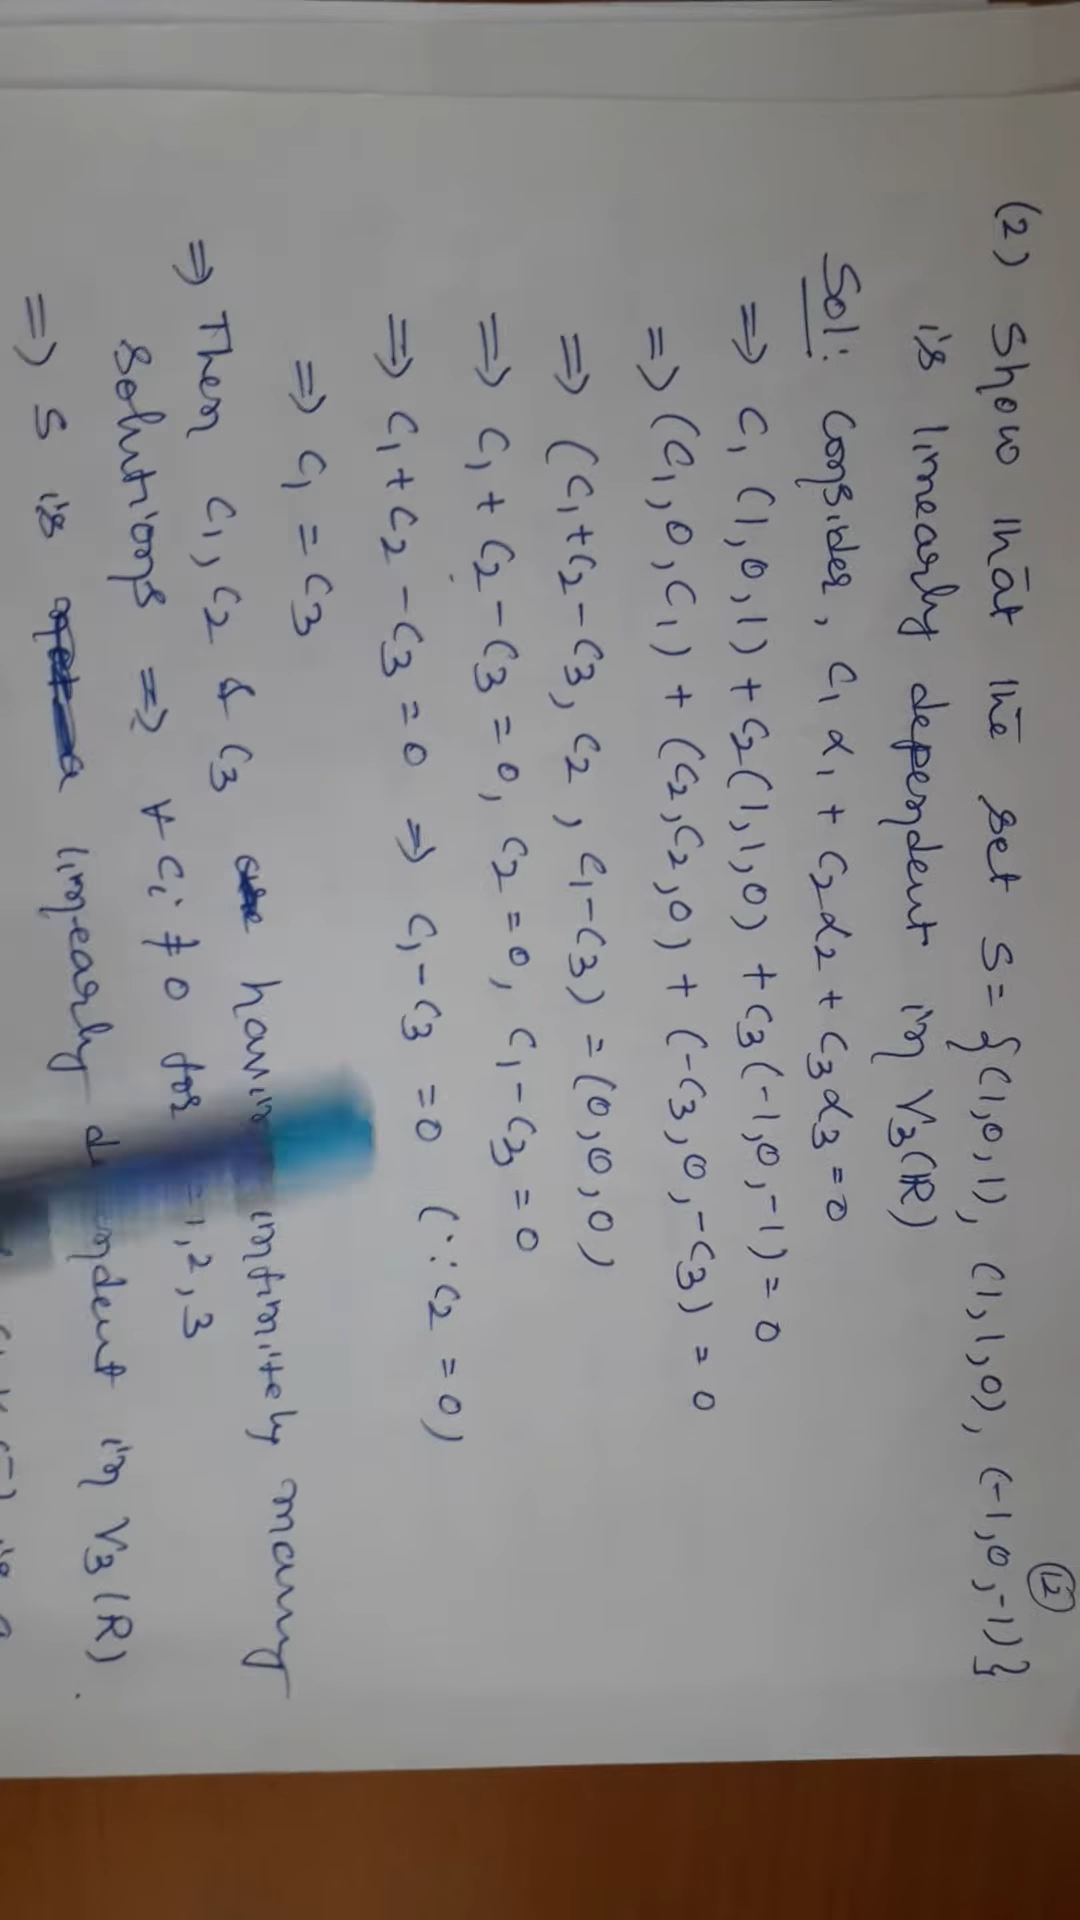 (12)
(2) Show that the set S = {(1,0,1), (1,1,0), (-1,0,-1)}
is linearly dependent in V₃(R)
Sol: Consider, c₁α₁ + c₂α₂ + c₃α₃ = 0
⇒ c₁(1,0,1) + c₂(1,1,0) + c₃(-1,0,-1) = 0
⇒ (c₁,0,c₁) + (c₂,c₂,0) + (-c₃,0,-c₃) = 0
⇒ (c₁+c₂-c₃, c₂, c₁-c₃) = (0,0,0)
⇒ c₁ + c₂ - c₃ = 0, c₂ = 0, c₁ - c₃ = 0
⇒ c₁ + c₂ - c₃ = 0 ⇒ c₁ - c₃ = 0 (∵ c₂ = 0)
⇒ c₁ = c₃
⇒ Then c₁, c₂ & c₃ infinitely many
solutions ⇒ ∀ cᵢ ≠ 0 for =1,2,3
⇒ S is linearly in V₃(R).